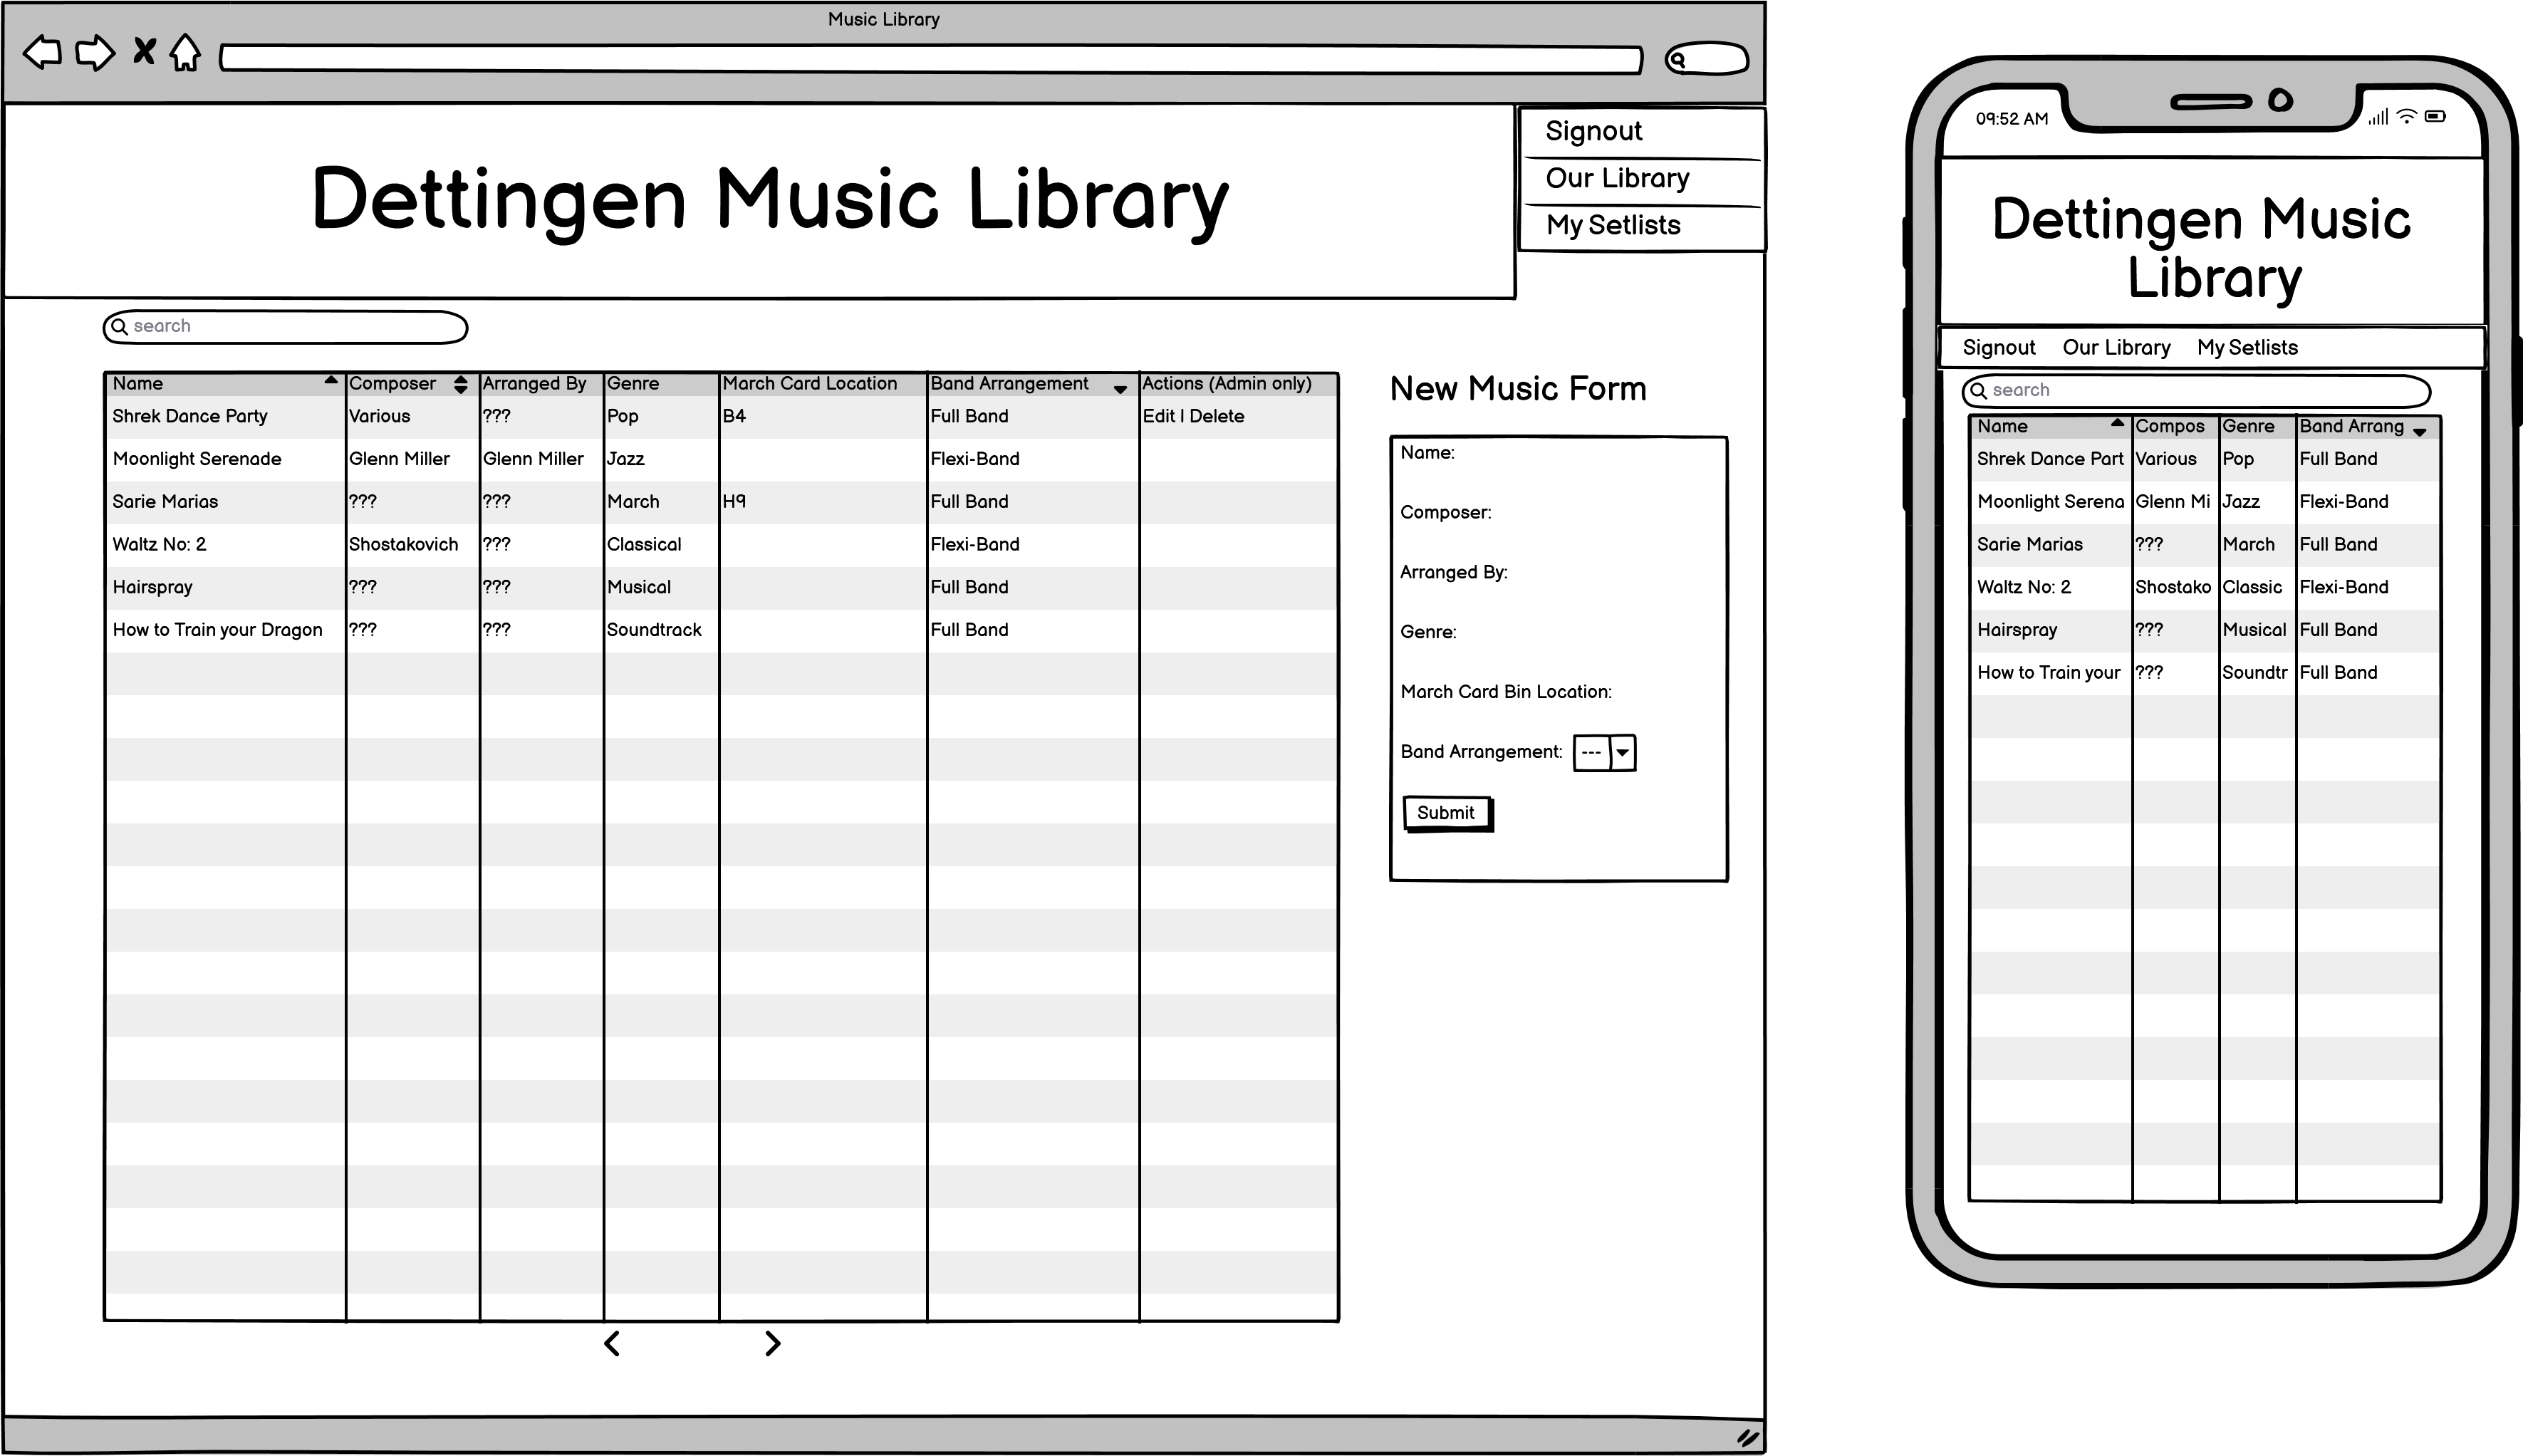 Music Library
Dettingen Music Library
Signout
Our Library
My Setlists
search
Name Composer Arranged By Genre March Card Location Band Arrangement Actions (Admin only)
Shrek Dance Party Various ??? Pop B4 Full Band Edit | Delete
Moonlight Serenade Glenn Miller Glenn Miller Jazz Flexi-Band
Sarie Marias ??? ??? March H9 Full Band
Waltz No: 2 Shostakovich ??? Classical Flexi-Band
Hairspray ??? ??? Musical Full Band
How to Train your Dragon ??? ??? Soundtrack Full Band
New Music Form
Name:
Composer:
Arranged By:
Genre:
March Card Bin Location:
Band Arrangement: ---
Submit
09:52 AM
Dettingen Music
Library
Signout Our Library My Setlists
search
Name Compos Genre Band Arrang
Shrek Dance Part Various Pop Full Band
Moonlight Serena Glenn Mi Jazz Flexi-Band
Sarie Marias ??? March Full Band
Waltz No: 2 Shostako Classic Flexi-Band
Hairspray ??? Musical Full Band
How to Train your ??? Soundtr Full Band